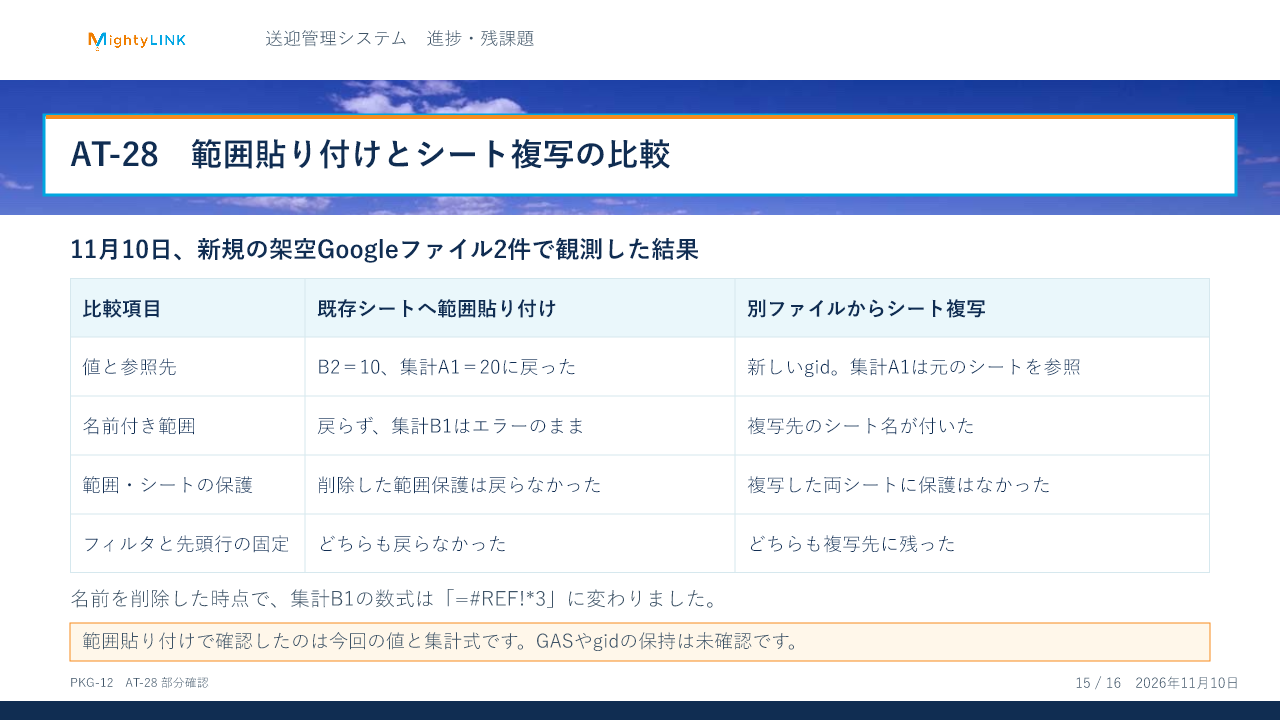 MightyLINK
送迎管理システム　進捗・残課題
AT-28　範囲貼り付けとシート複写の比較
11月10日、新規の架空Googleファイル2件で観測した結果
比較項目　既存シートへ範囲貼り付け　別ファイルからシート複写
値と参照先　B2＝10、集計A1＝20に戻った　新しいgid。集計A1は元のシートを参照
名前付き範囲　戻らず、集計B1はエラーのまま　複写先のシート名が付いた
範囲・シートの保護　削除した範囲保護は戻らなかった　複写した両シートに保護はなかった
フィルタと先頭行の固定　どちらも戻らなかった　どちらも複写先に残った
名前を削除した時点で、集計B1の数式は「=#REF!*3」に変わりました。
範囲貼り付けで確認したのは今回の値と集計式です。GASやgidの保持は未確認です。
PKG-12　AT-28 部分確認
15 / 16　2026年11月10日